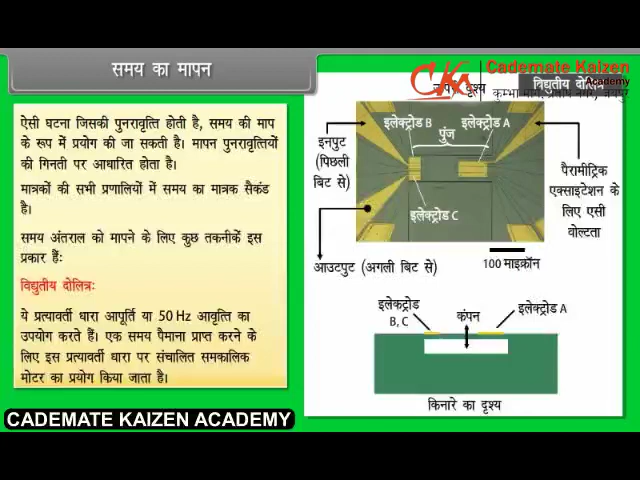 समय का मापन
CKA
Cademate Kaizen
Academy
विद्युतीय दोलित्र
दृश्य
ऐसी घटना जिसकी पुनरावृत्ति होती है, समय की माप
के रूप में प्रयोग की जा सकती है। मापन पुनरावृत्तियों
की गिनती पर आधारित होता है।
मात्रकों की सभी प्रणालियों में समय का मात्रक सैकंड
है।
समय अंतराल को मापने के लिए कुछ तकनीकें इस
प्रकार हैंः
विद्युतीय दोलित्रः
ये प्रत्यावर्ती धारा आपूर्ति या 50 Hz आवृत्ति का
उपयोग करते हैं। एक समय पैमाना प्राप्त करने के
लिए इस प्रत्यावर्ती धारा पर संचालित समकालिक
मोटर का प्रयोग किया जाता है।
इलेक्ट्रोड B
इलेक्ट्रोड A
पुंज
इनपुट
(पिछली
बिट से)
इलेक्ट्रोड C
पैरामीट्रिक
एक्साइटेशन के
लिए एसी
वोल्टता
आउटपुट (अगली बिट से)
100 माइक्रॉन
इलेकट्रोड
B, C
कंपन
इलेक्ट्रोड A
किनारे का दृश्य
CADEMATE KAIZEN ACADEMY